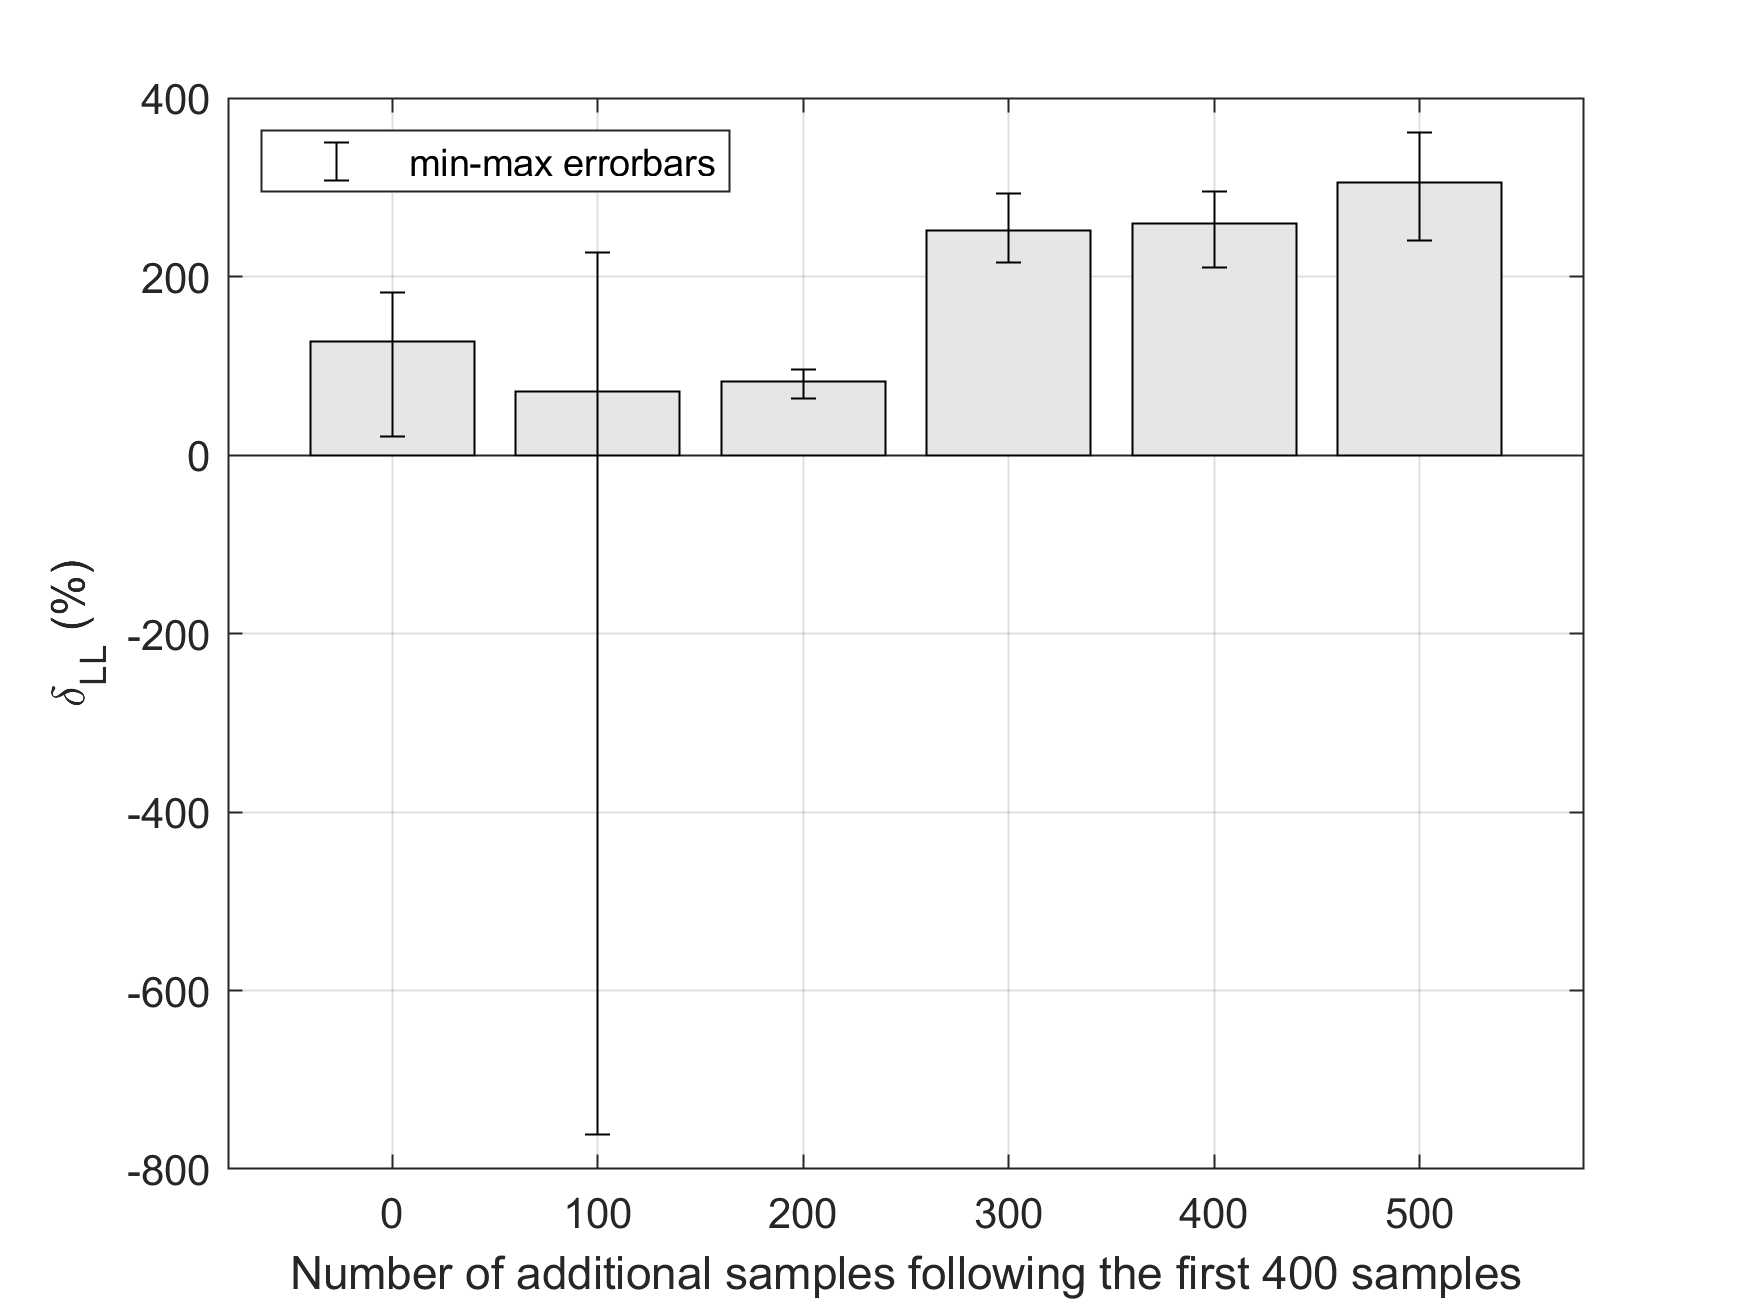 400
min-max errorbars
200
0
-200
-400
-600
-800
δLL (%)
0 100 200 300 400 500
Number of additional samples following the first 400 samples